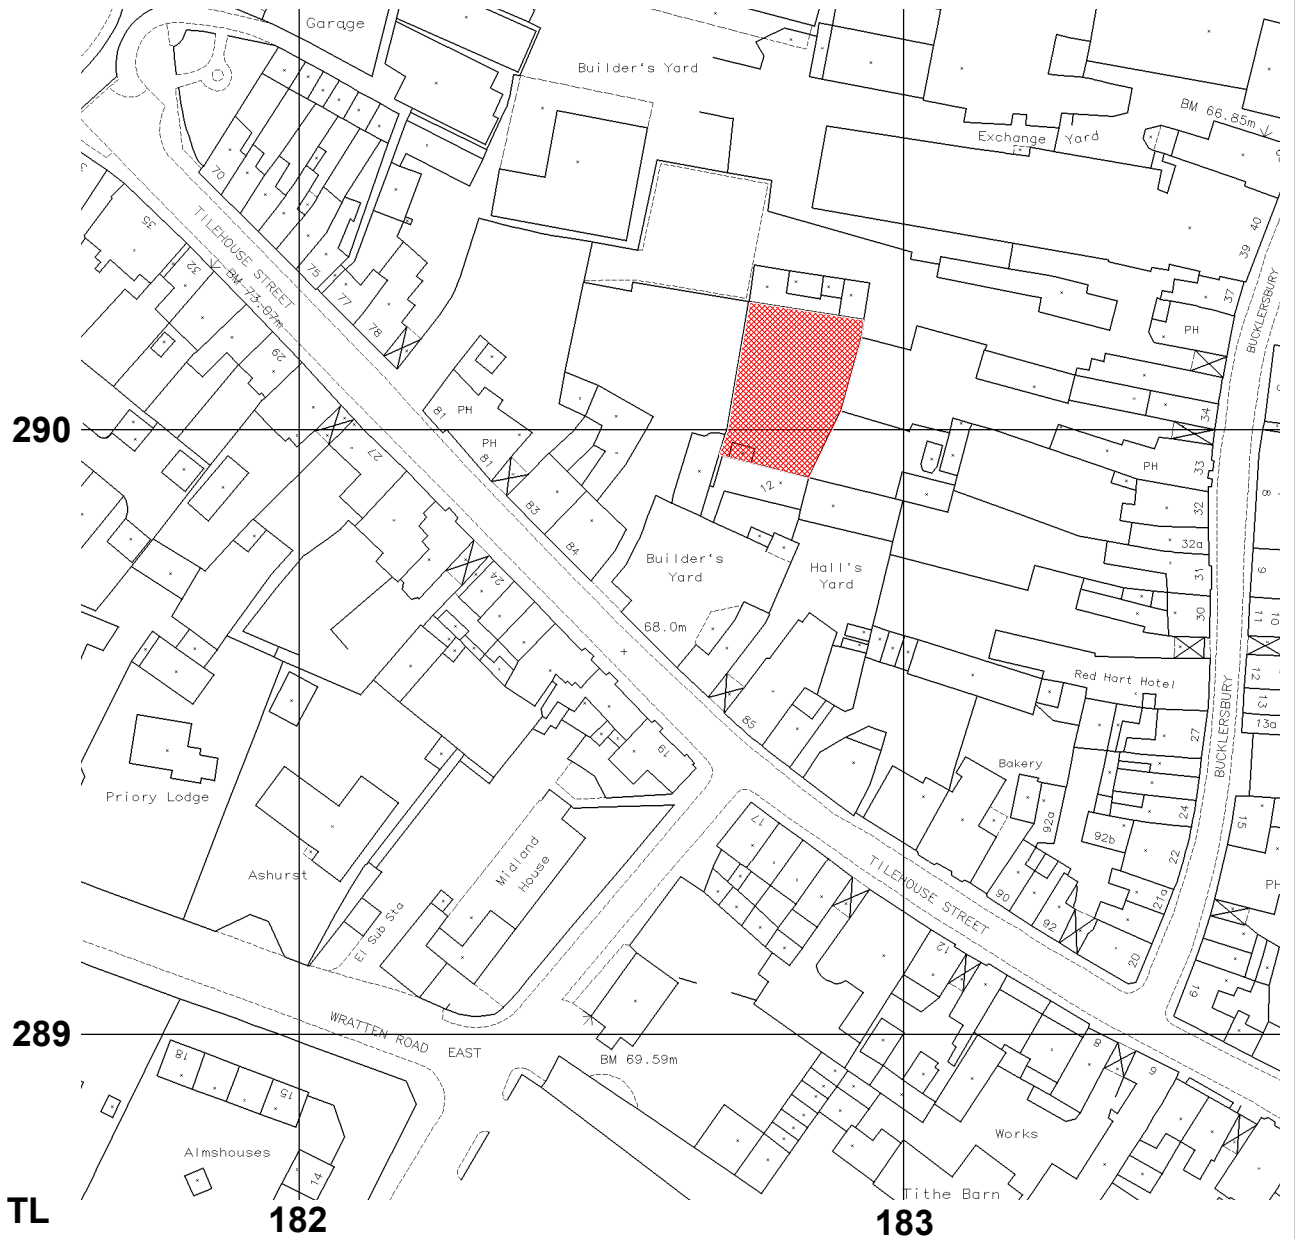 Garage
Builder's Yard
BM 66.85m
Exchange Yard
70
35
TILEHOUSE STREET
BM 73.07m
32
75
77
78
29
40
39
37
BUCKLERSBURY
PH
81
PH
PH
81
290
27
34
33
PH
83
84
12
32
32a
31
30
8
9
10
11
12
13
13a
24
Builder's
Yard
Hall's
Yard
68.0m
Red Hart Hotel
85
19
27
BUCKLERSBURY
Bakery
Priory Lodge
92a
92b
24
22
21a
20
15
PH
17
Midland
House
Ashurst
El Sub Sta
TILEHOUSE STREET
90
92
12
19
289
WRATTEN ROAD EAST
BM 69.59m
18
15
8
6
Works
Almshouses
14
Tithe Barn
TL
182
183